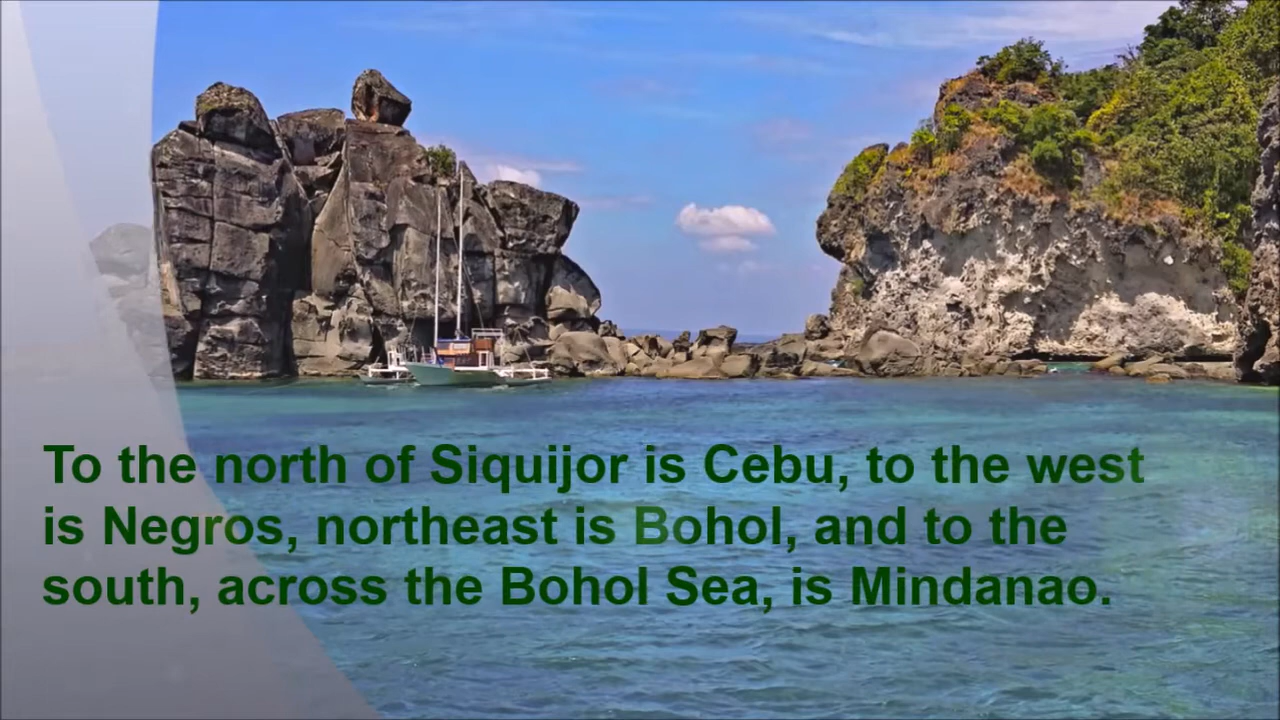 To the north of Siquijor is Cebu, to the west
is Negros, northeast is Bohol, and to the
south, across the Bohol Sea, is Mindanao.